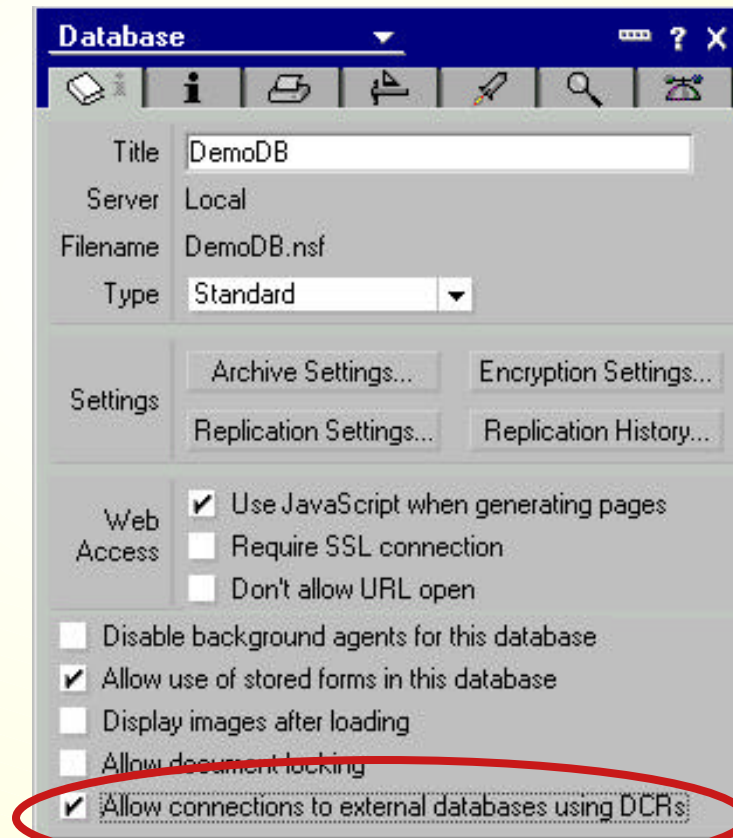 Database
Title DemoDB
Server Local
Filename DemoDB.nsf
Type Standard
Settings
Archive Settings... Encryption Settings...
Replication Settings... Replication History...
Web Access
Use JavaScript when generating pages
Require SSL connection
Don't allow URL open
Disable background agents for this database
Allow use of stored forms in this database
Display images after loading
Allow document locking
Allow connections to external databases using DCRs